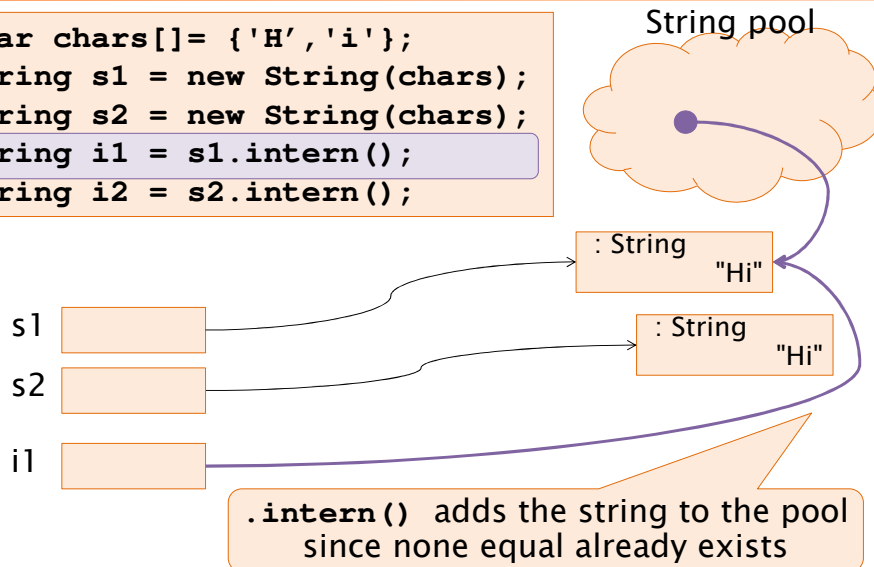 ar chars[]= {'H’,'i'};
ring s1 = new String(chars);
ring s2 = new String(chars);
ring i1 = s1.intern();
ring i2 = s2.intern();
String pool
: String
"Hi"
: String
"Hi"
s1
s2
i1
.intern() adds the string to the pool
since none equal already exists